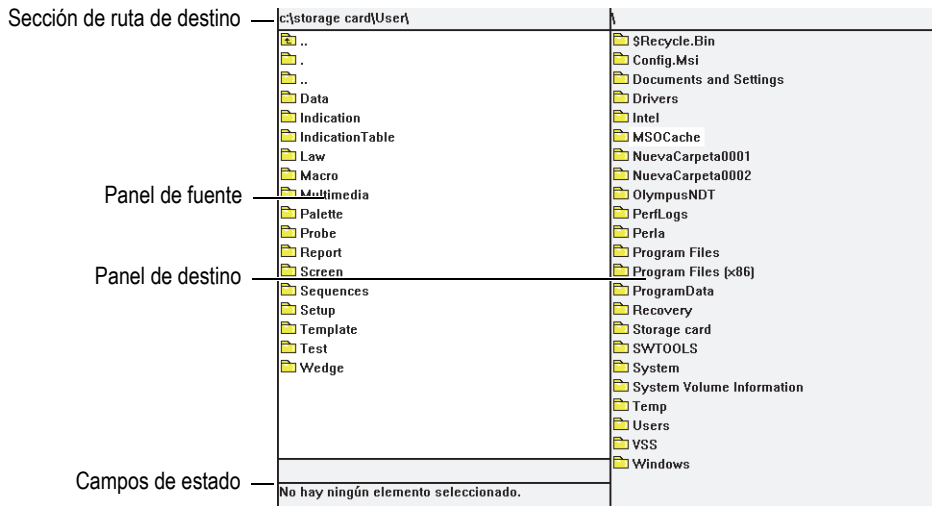 Sección de ruta de destino
c:\storage card\User\
\
..
.
..
Data
Indication
IndicationTable
Law
Macro
Multimedia
Palette
Probe
Report
Screen
Sequences
Setup
Template
Test
Wedge
$Recycle.Bin
Config.Msi
Documents and Settings
Drivers
Intel
MSOCache
NuevaCarpeta0001
NuevaCarpeta0002
OlympusNDT
PerfLogs
Perla
Program Files
Program Files (x86)
ProgramData
Recovery
Storage card
SWTOOLS
System
System Volume Information
Temp
Users
VSS
Windows
Panel de fuente
Panel de destino
Campos de estado
No hay ningún elemento seleccionado.